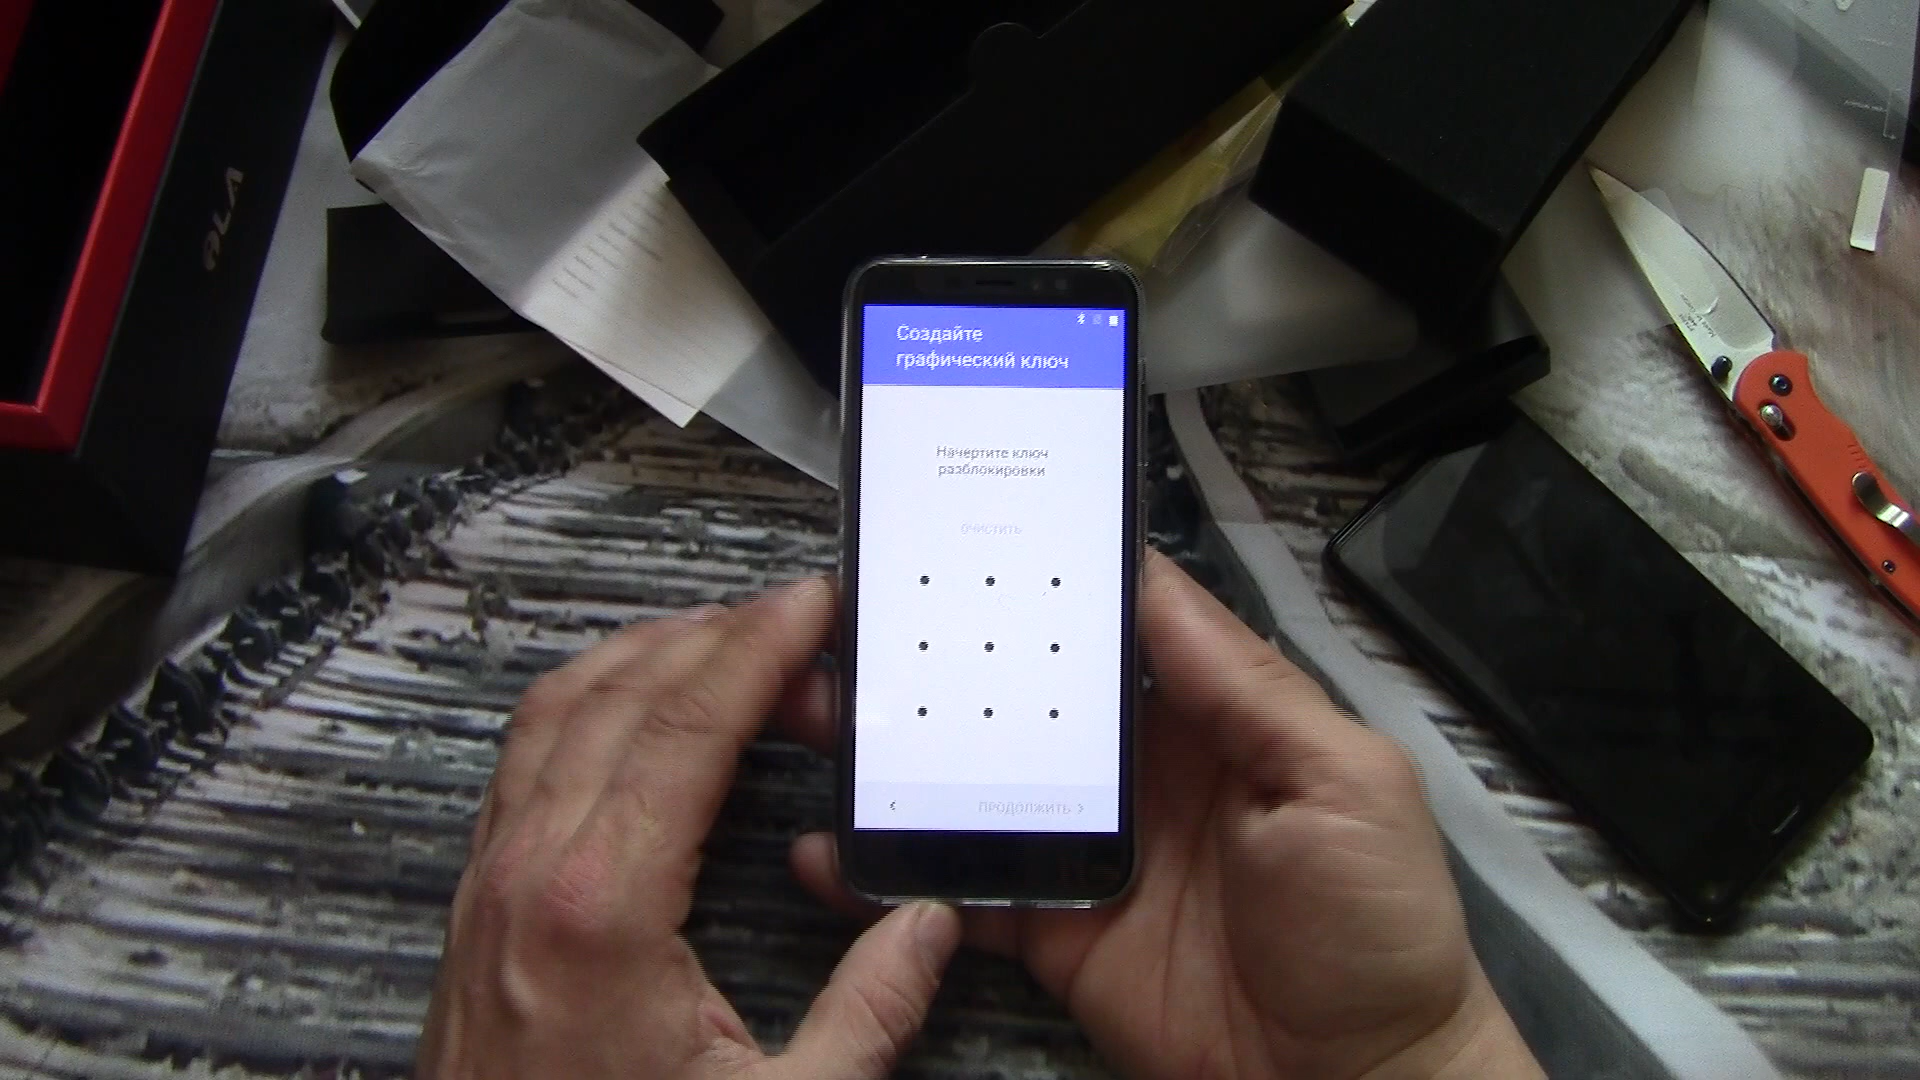 Создайте
графический ключ
Начертите ключ
разблокировки
ОЧИСТИТЬ
ПРОДОЛЖИТЬ